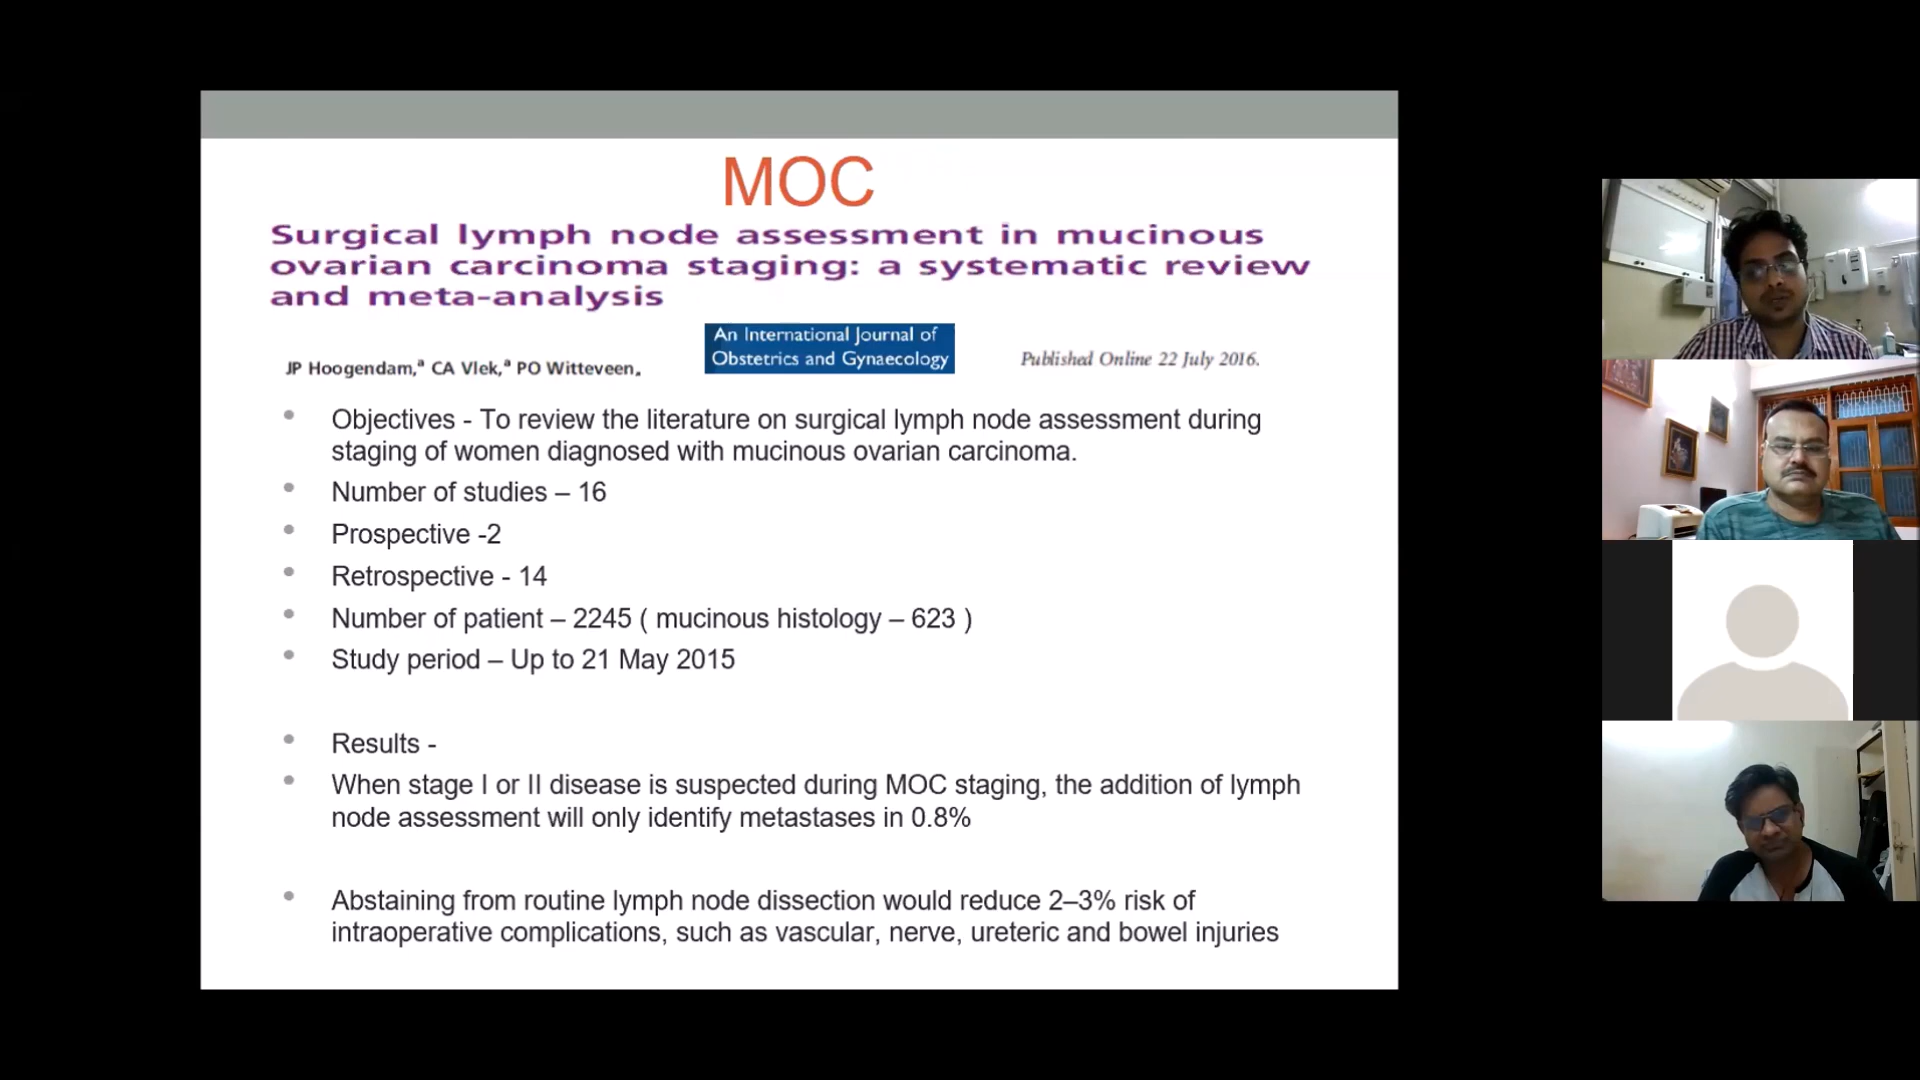 MOC
Surgical lymph node assessment in mucinous
ovarian carcinoma staging: a systematic review
and meta-analysis
An International Journal of
Obstetrics and Gynaecology
JP Hoogendam,ᵃ CA Vlek,ᵃ PO Witteveen,
Published Online 22 July 2016.
• Objectives - To review the literature on surgical lymph node assessment during
staging of women diagnosed with mucinous ovarian carcinoma.
• Number of studies – 16
• Prospective -2
• Retrospective - 14
• Number of patient – 2245 ( mucinous histology – 623 )
• Study period – Up to 21 May 2015
• Results -
• When stage I or II disease is suspected during MOC staging, the addition of lymph
node assessment will only identify metastases in 0.8%
• Abstaining from routine lymph node dissection would reduce 2–3% risk of
intraoperative complications, such as vascular, nerve, ureteric and bowel injuries